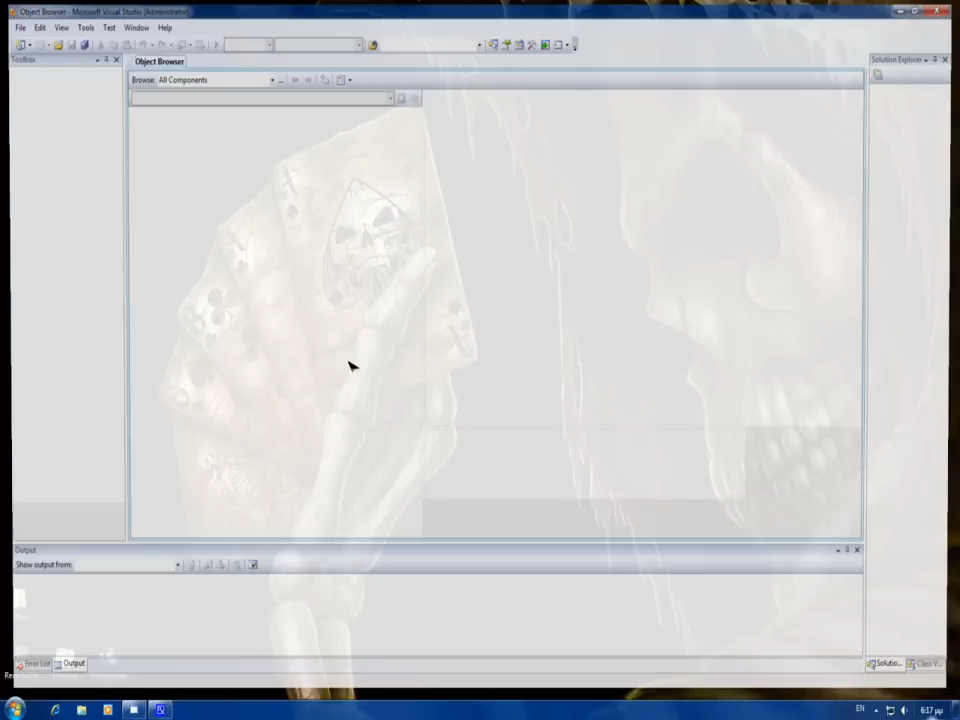 Object Browser - Microsoft Visual Studio (Administrator)
File Edit View Tools Test Window Help
Toolbox
Object Browser
Solution Explorer
Browse: All Components
Output
Show output from:
Error List Output
Solutio... Class V...
EN 6:17 μμ